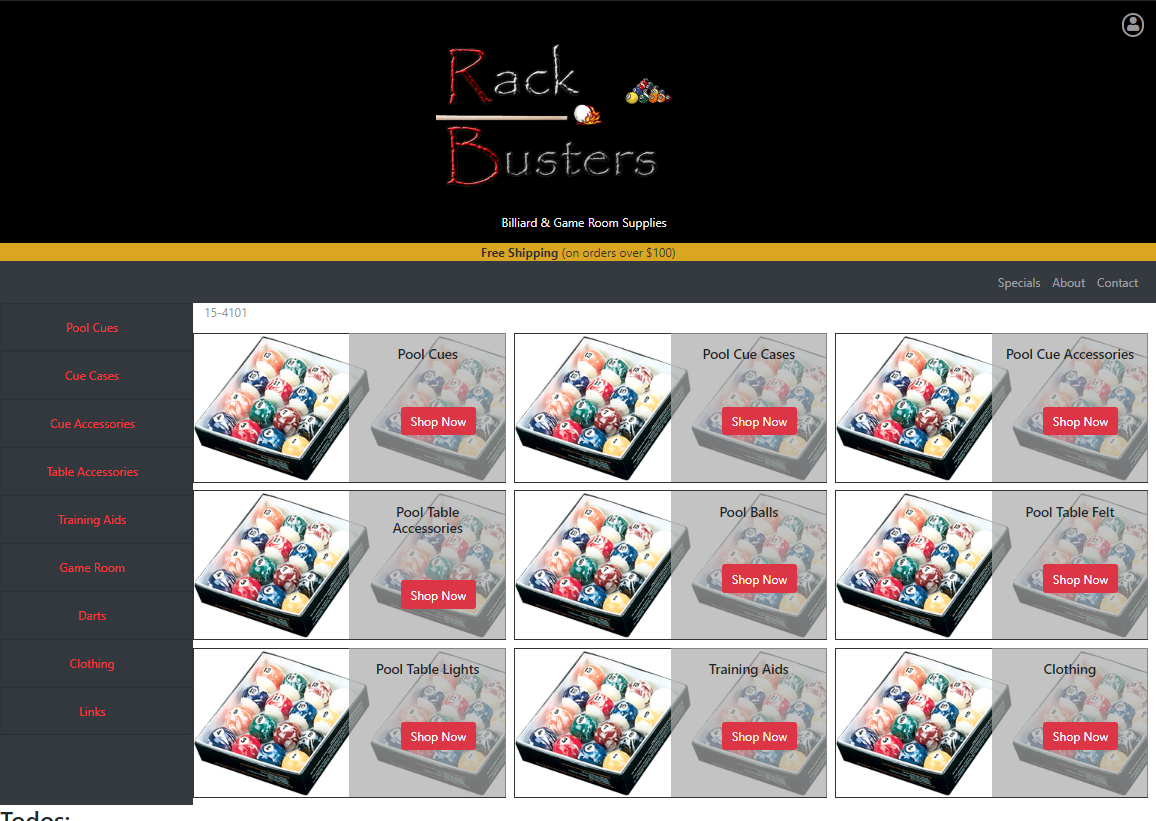 Rack
Busters
Billiard & Game Room Supplies
Free Shipping (on orders over $100)
Specials About Contact
Pool Cues
Cue Cases
Cue Accessories
Table Accessories
Training Aids
Game Room
Darts
Clothing
Links
15-4101
Pool Cues
Shop Now
Pool Cue Cases
Shop Now
Pool Cue Accessories
Shop Now
Pool Table
Accessories
Shop Now
Pool Balls
Shop Now
Pool Table Felt
Shop Now
Pool Table Lights
Shop Now
Training Aids
Shop Now
Clothing
Shop Now
Todos: